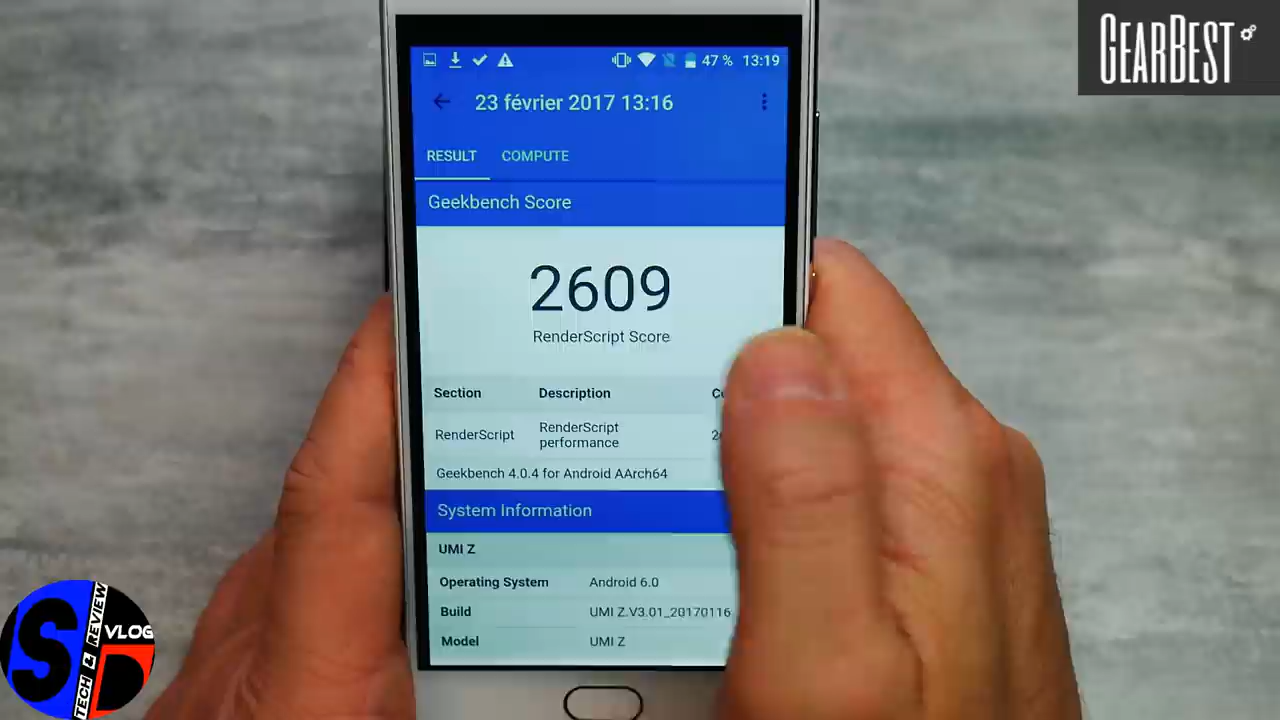 GEARBEST
47 % 13:19
23 février 2017 13:16
RESULT COMPUTE
Geekbench Score
2609
RenderScript Score
Section Description
RenderScript RenderScript performance
Geekbench 4.0.4 for Android AArch64
System Information
UMI Z
Operating System Android 6.0
Build UMI Z.V3.01_20170116
Model UMI Z
SD
TECH & REVIEW
VLOG